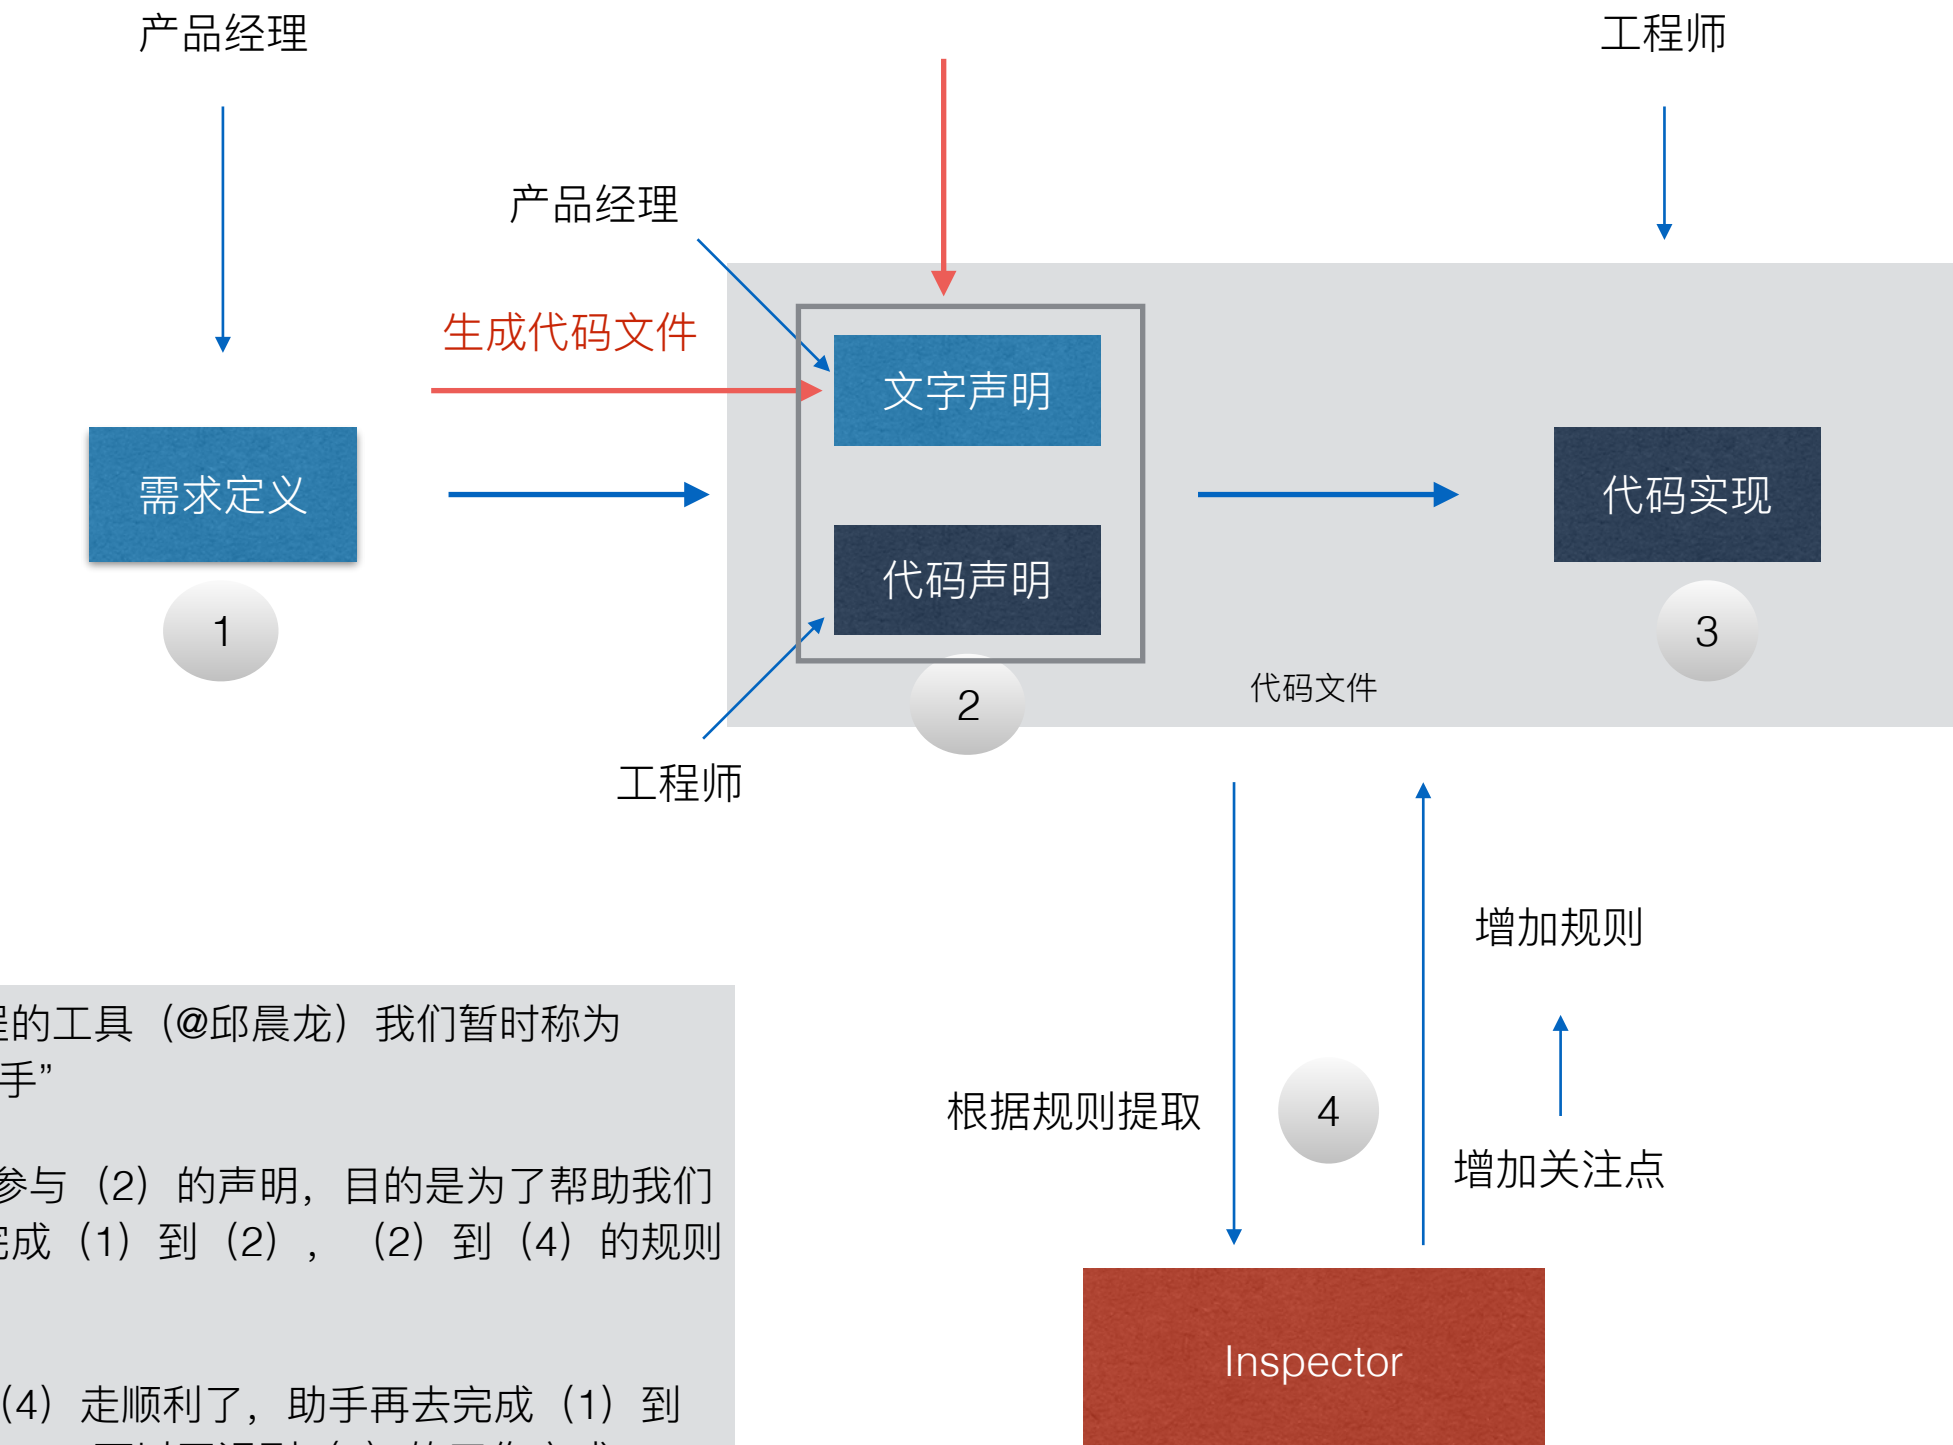 产品经理
工程师
产品经理
生成代码文件
文字声明
需求定义
代码实现
代码声明
1
3
2
代码文件
工程师
增加规则
程的工具（@邱晨龙）我们暂时称为
手”
根据规则提取
4
增加关注点
参与（2）的声明，目的是为了帮助我们
完成（1）到（2），（2）到（4）的规则
Inspector
（4）走顺利了，助手再去完成（1）到